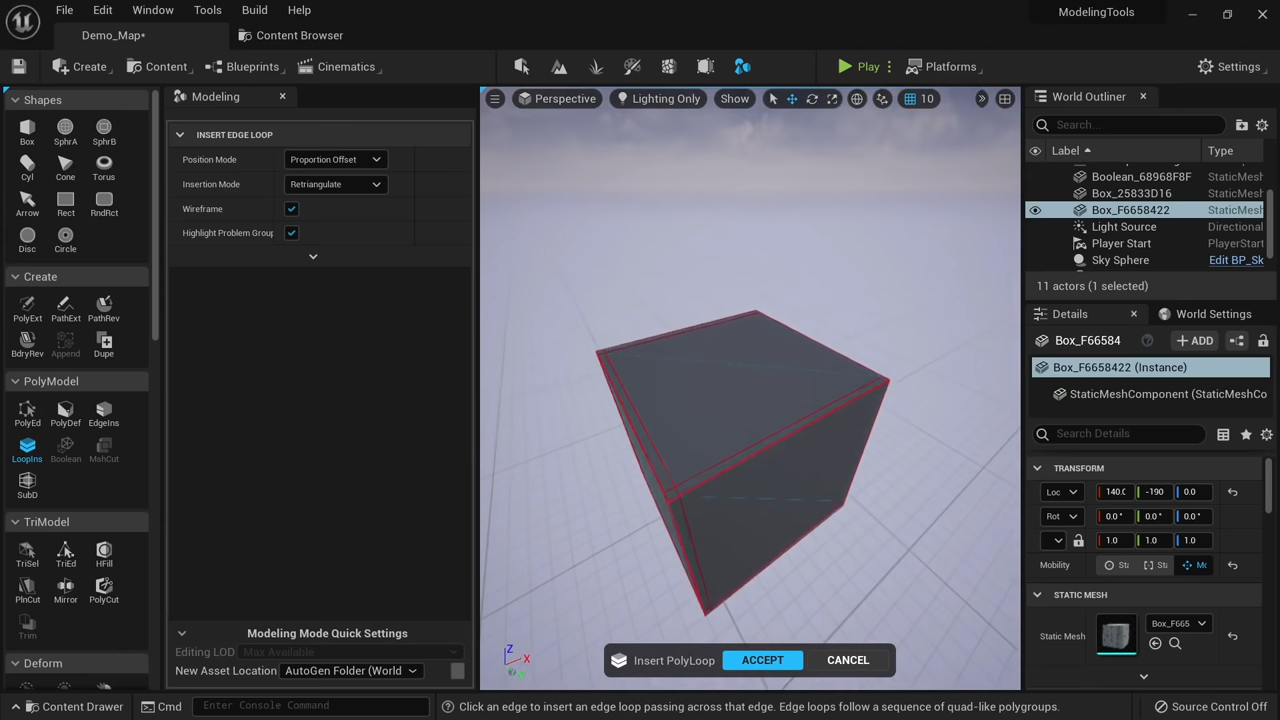 File Edit Window Tools Build Help ModelingTools
Demo_Map* Content Browser
Create Content Blueprints Cinematics Play Platforms Settings
Shapes
Box SphrA SphrB
Cyl Cone Torus
Arrow Rect RndRct
Disc Circle
Create
PolyExt PathExt PathRev
BdryRev Append Dupe
PolyModel
PolyEd PolyDef EdgeIns
LoopIns Boolean MshCut
SubD
TriModel
TriSel TriEd HFill
PlnCut Mirror PolyCut
Trim
Deform
Modeling
INSERT EDGE LOOP
Position Mode Proportion Offset
Insertion Mode Retriangulate
Wireframe
Highlight Problem Group
Modeling Mode Quick Settings
Editing LOD Max Available
New Asset Location AutoGen Folder (World
Perspective Lighting Only Show 10
Z X Y
Insert PolyLoop ACCEPT CANCEL
World Outliner
Search...
Label Type
Boolean_68968F8F StaticMesh
Box_25833D16 StaticMesh
Box_F6658422 StaticMesh
Light Source Directional
Player Start PlayerStart
Sky Sphere Edit BP_Sk
11 actors (1 selected)
Details World Settings
Box_F66584 ADD
Box_F6658422 (Instance)
StaticMeshComponent (StaticMeshCo
Search Details
TRANSFORM
Loc 140.0 -190 0.0
Rot 0.0 ° 0.0 ° 0.0 °
1.0 1.0 1.0
Mobility Sta Sta Mo
STATIC MESH
Static Mesh Box_F665
Content Drawer Cmd Enter Console Command Click an edge to insert an edge loop passing across that edge. Edge loops follow a sequence of quad-like polygroups. Source Control Off